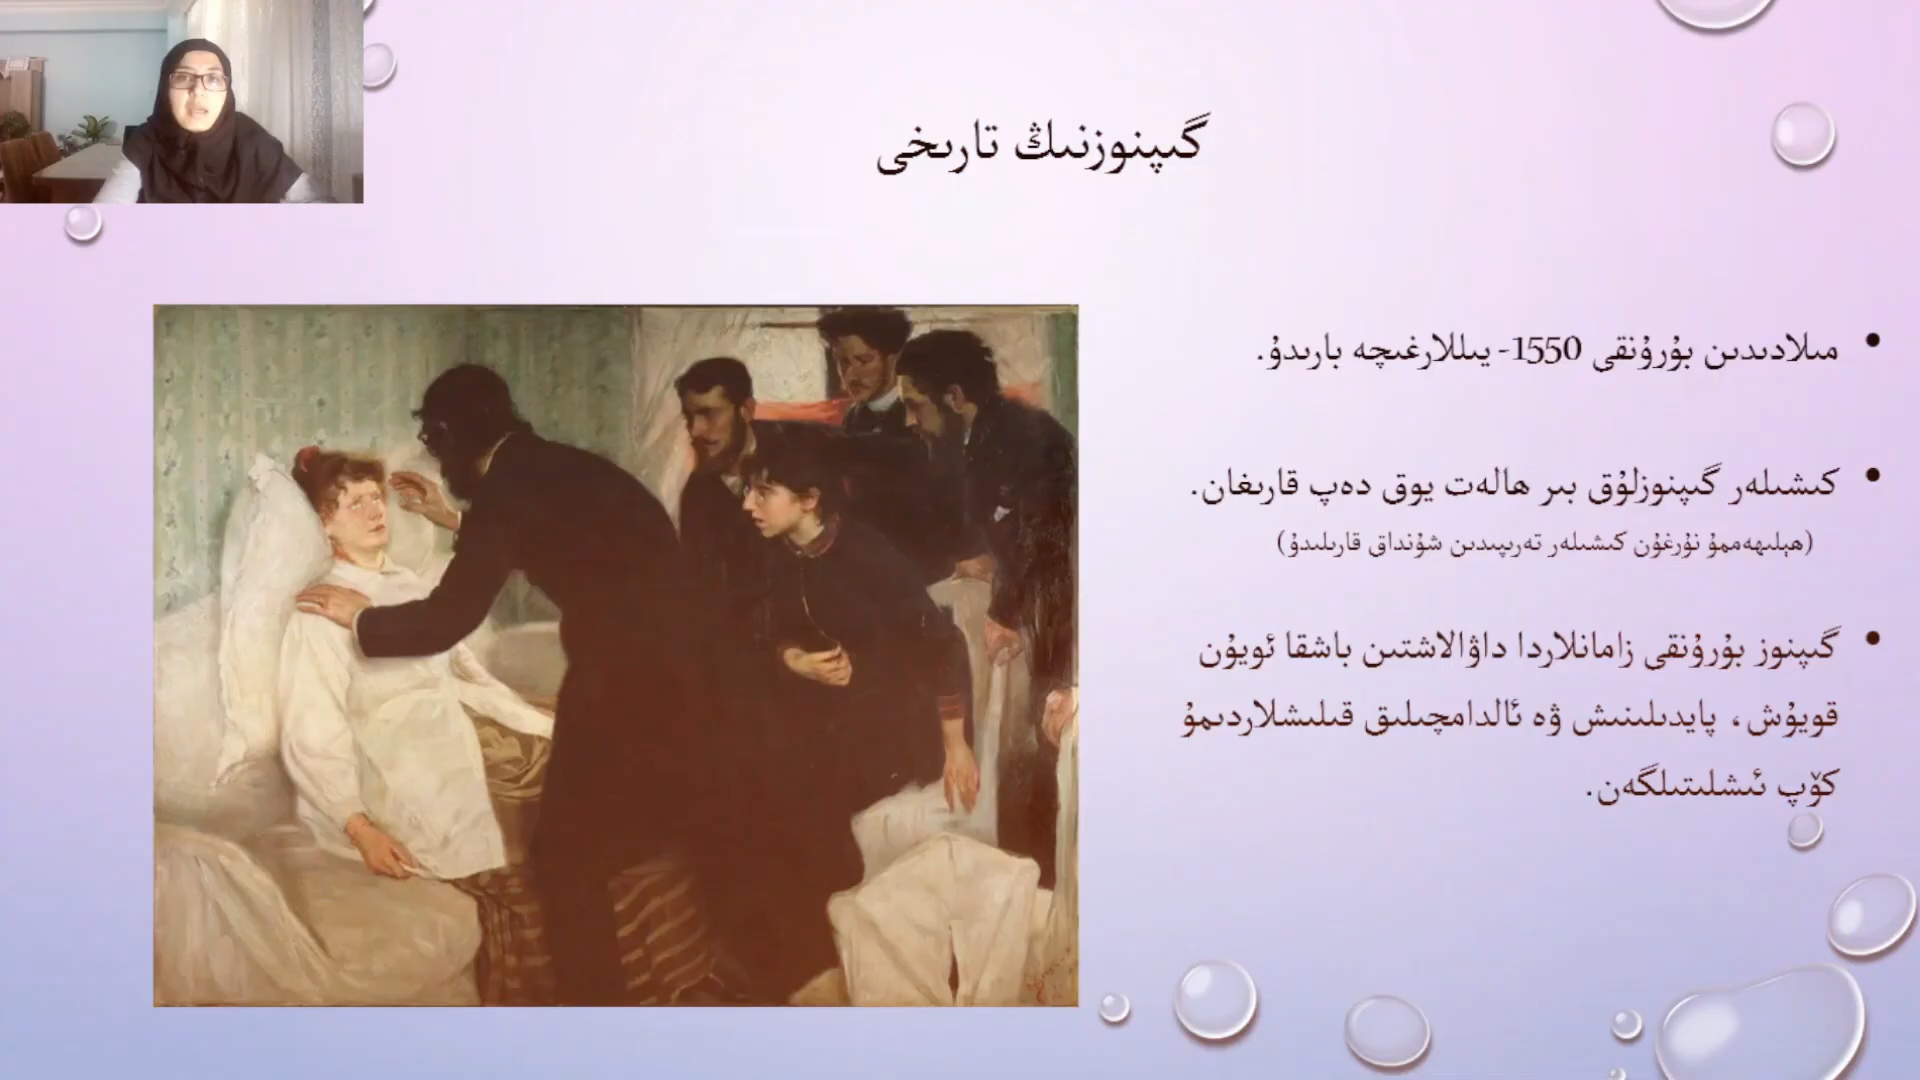 گىپنوزنىڭ تارىخى
• مىلادىدىن بۇرۇنقى 1550- يىللارغىچە بارىدۇ.
• كىشىلەر گىپنوزلۇق بىر ھالەت يوق دەپ قارىغان.
(ھېلىھەممۇ نۇرغۇن كىشىلەر تەرىپىدىن شۇنداق قارىلىدۇ)
• گىپنوز بۇرۇنقى زامانلاردا داۋالاشتىن باشقا ئويۇن
قويۇش، پايدىلىنىش ۋە ئالدامچىلىق قىلىشلاردىمۇ
كۆپ ئىشلىتىلگەن.